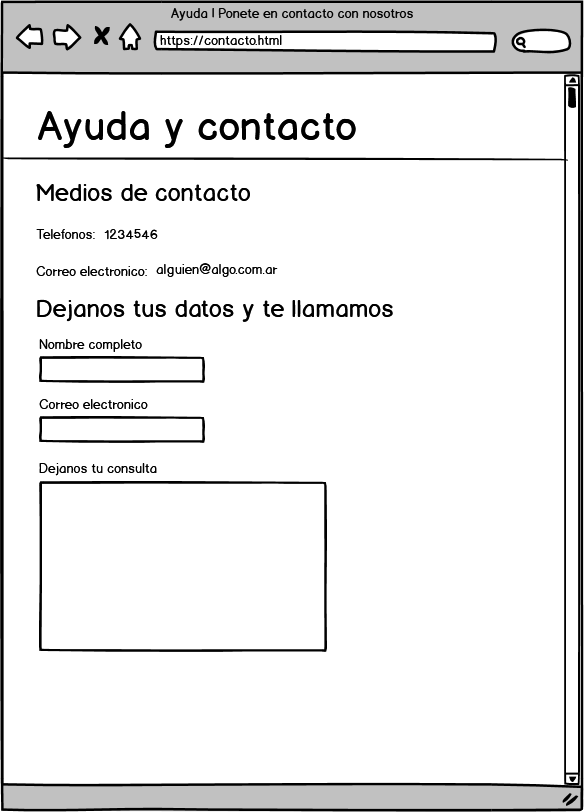 Ayuda | Ponete en contacto con nosotros
https://contacto.html
Ayuda y contacto
Medios de contacto
Telefonos: 1234546
Correo electronico: alguien@algo.com.ar
Dejanos tus datos y te llamamos
Nombre completo
Correo electronico
Dejanos tu consulta